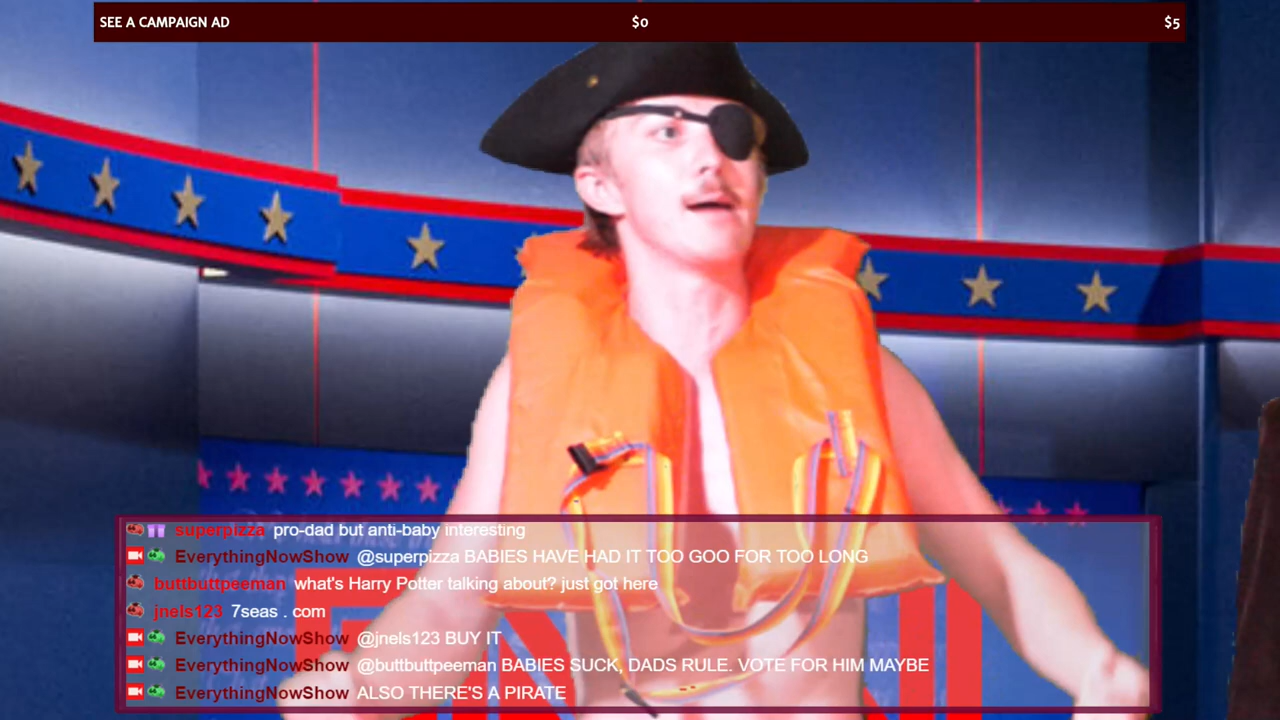 SEE A CAMPAIGN AD $0 $5
superpizza pro-dad but anti-baby interesting
EverythingNowShow @superpizza BABIES HAVE HAD IT TOO GOO FOR TOO LONG
buttbuttpeeman what's Harry Potter talking about? just got here
jnels123 7seas . com
EverythingNowShow @jnels123 BUY IT
EverythingNowShow @buttbuttpeeman BABIES SUCK, DADS RULE. VOTE FOR HIM MAYBE
EverythingNowShow ALSO THERE'S A PIRATE